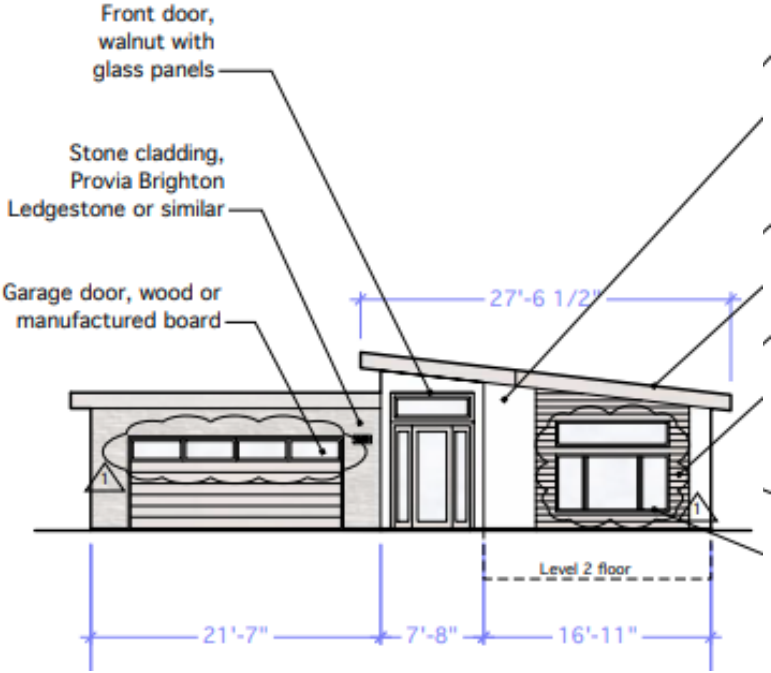 Front door,
walnut with
glass panels
Stone cladding,
Provia Brighton
Ledgestone or similar
Garage door, wood or
manufactured board
27'-6 1/2"
1
1
Level 2 floor
21'-7"
7'-8"
16'-11"